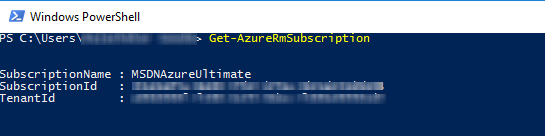 Windows PowerShell
PS C:\Users\ > Get-AzureRmSubscription
SubscriptionName : MSDNAzureUltimate
SubscriptionId :
TenantId :